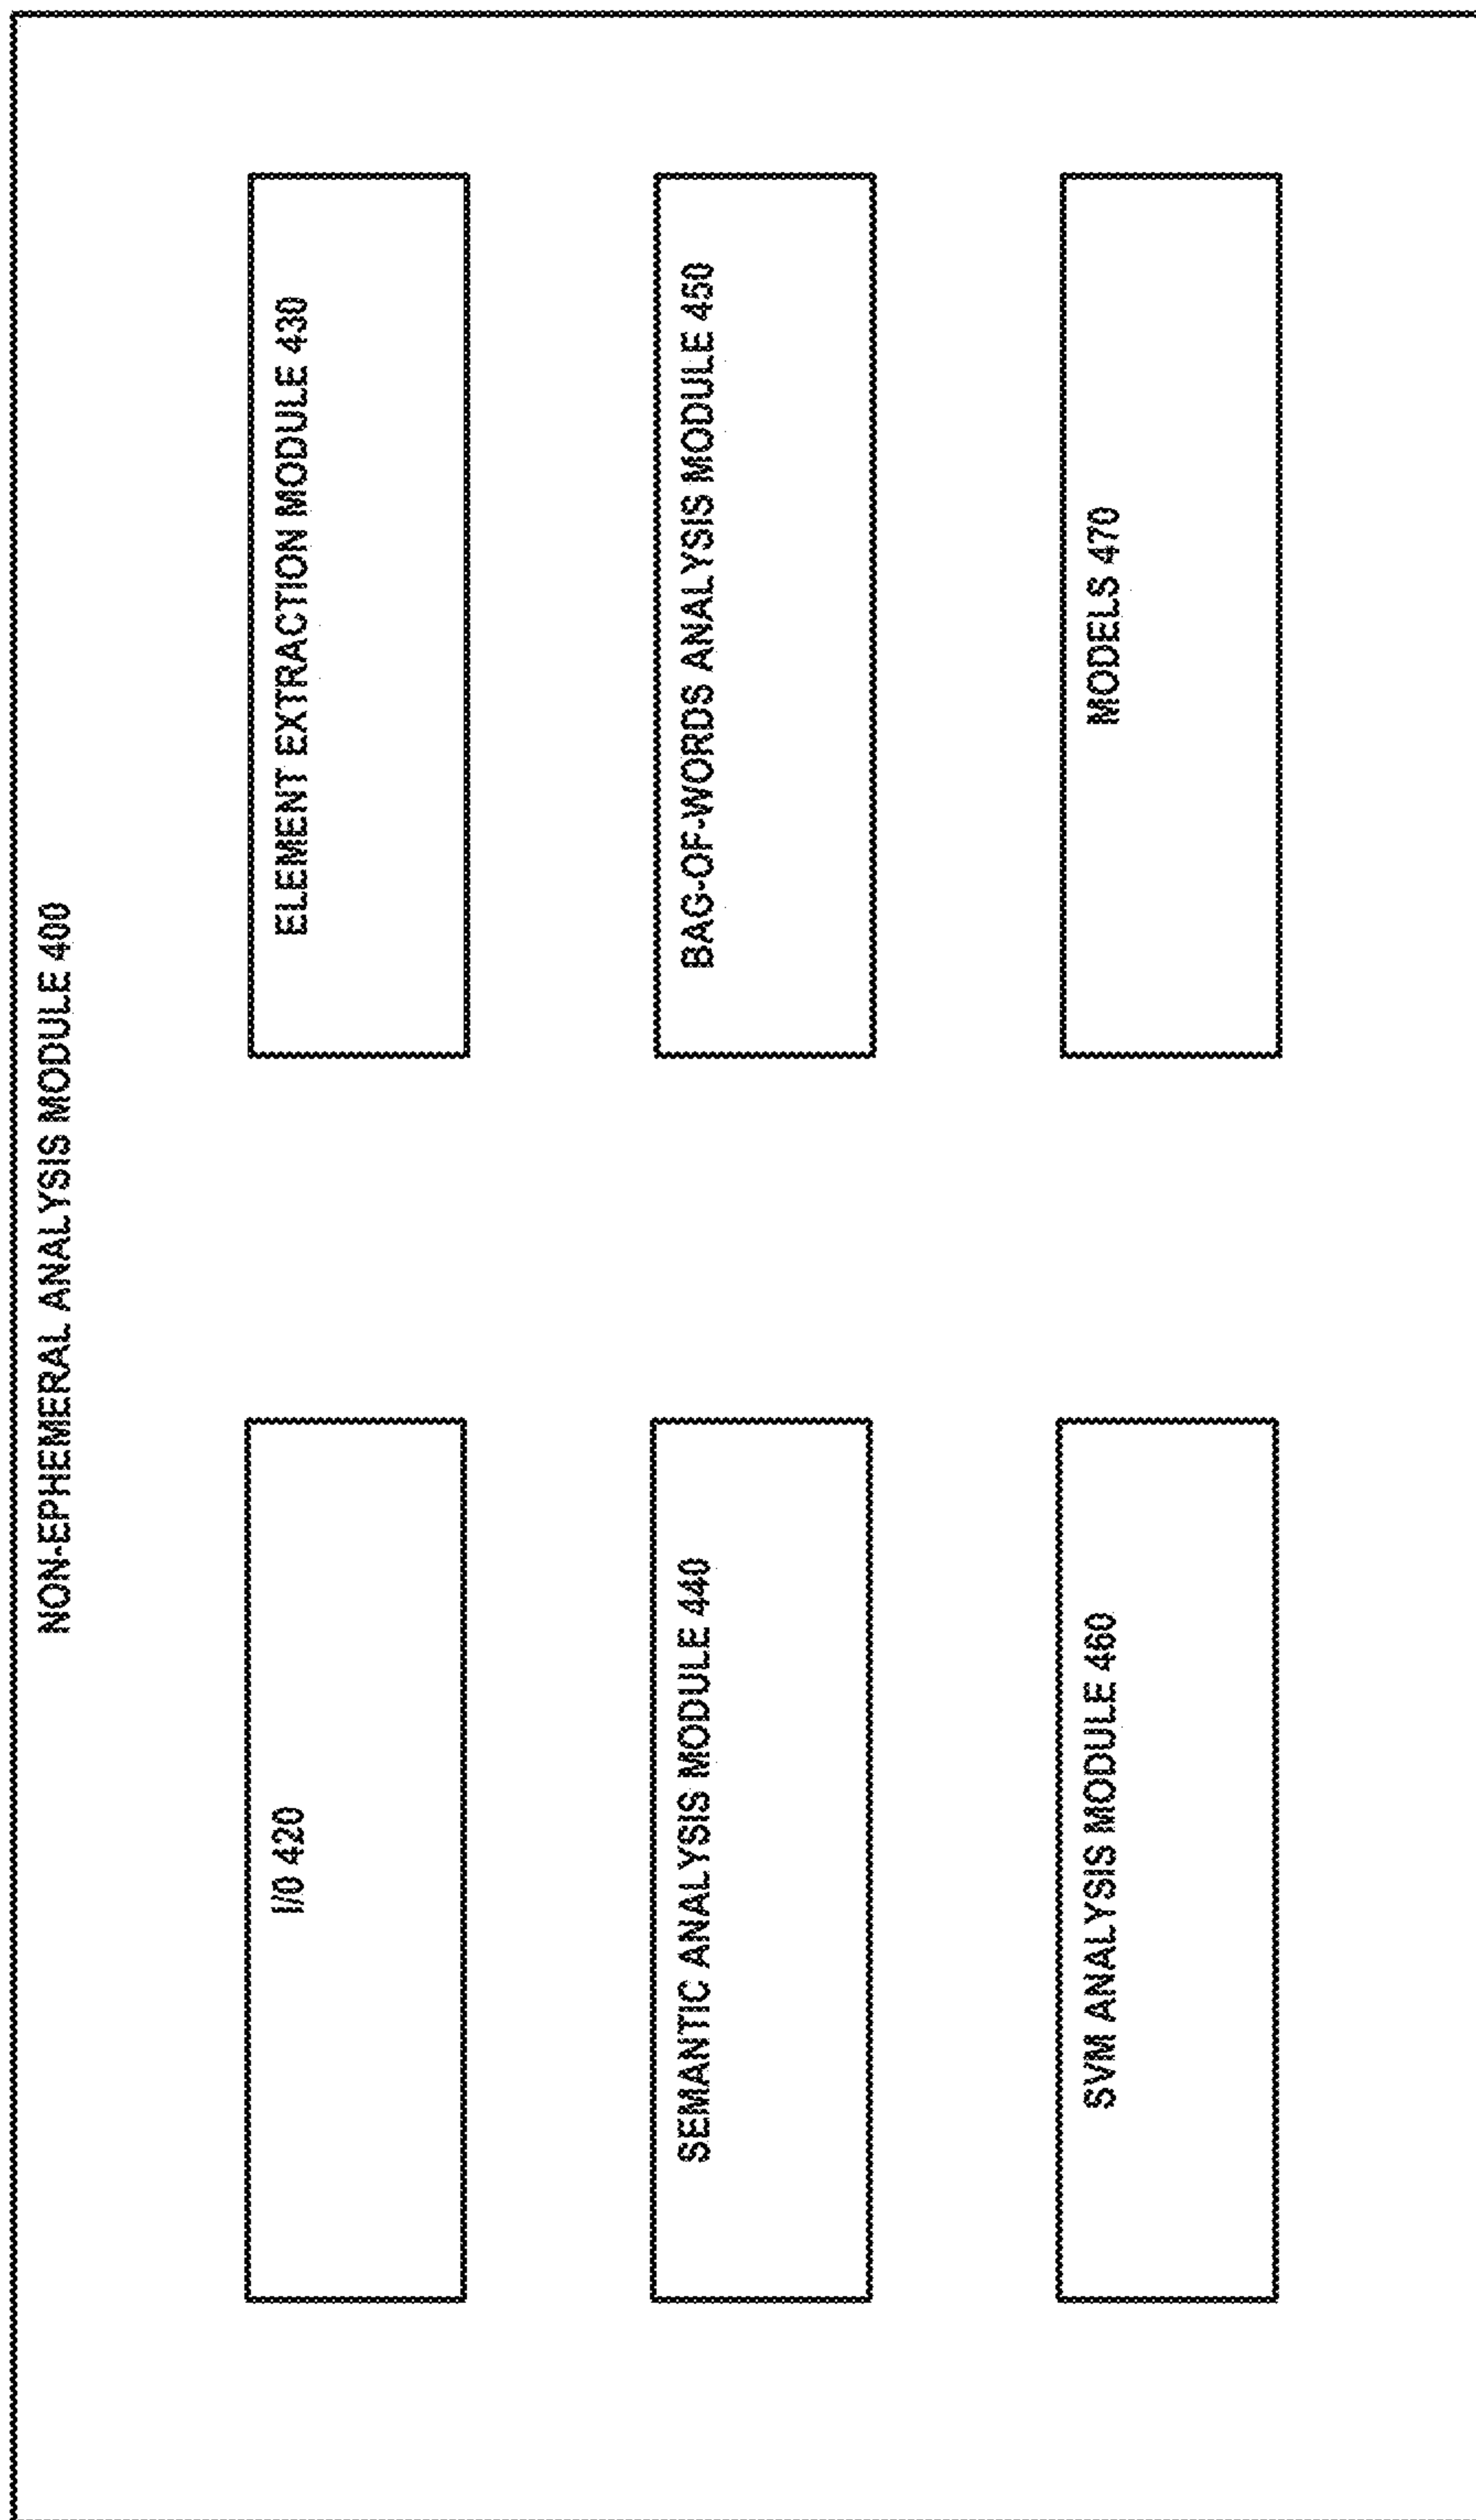 NON-EPHEMERAL ANALYSIS MODULE 400
I/O 420
ELEMENT EXTRACTION MODULE 430
SEMANTIC ANALYSIS MODULE 440
BAG-OF-WORDS ANALYSIS MODULE 450
SVM ANALYSIS MODULE 460
MODELS 470